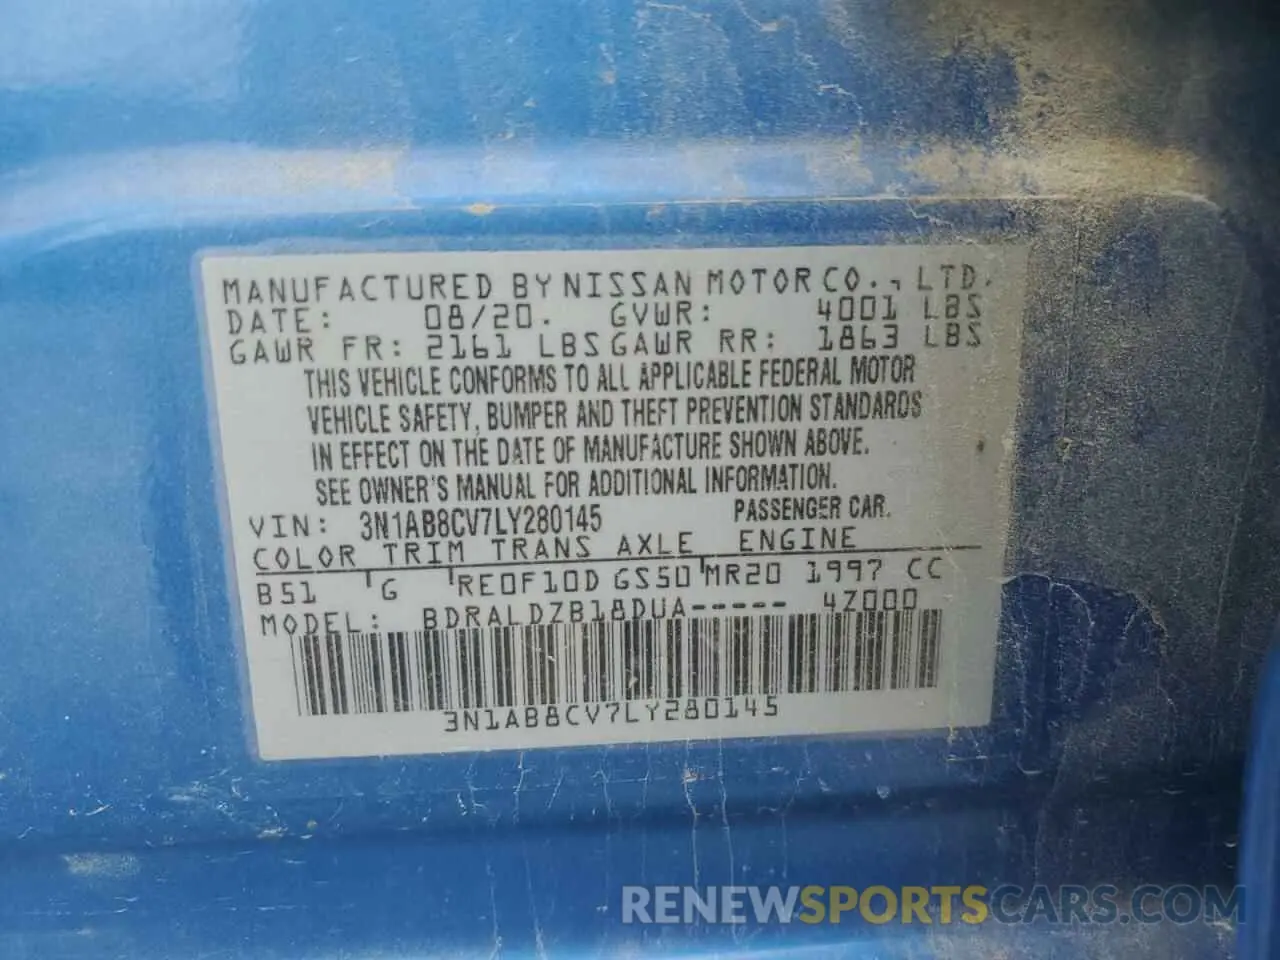 MANUFACTURED BY NISSAN MOTOR CO., LTD.
DATE: 08/20. GVWR: 4001 LBS
GAWR FR: 2161 LBS GAWR RR: 1863 LBS
THIS VEHICLE CONFORMS TO ALL APPLICABLE FEDERAL MOTOR
VEHICLE SAFETY, BUMPER AND THEFT PREVENTION STANDARDS
IN EFFECT ON THE DATE OF MANUFACTURE SHOWN ABOVE.
SEE OWNER'S MANUAL FOR ADDITIONAL INFORMATION.
VIN: 3N1AB8CV7LY280145 PASSENGER CAR.
COLOR TRIM TRANS AXLE ENGINE
B51 G RE0F10D GS50 MR20 1997 CC
MODEL: BDRALDZB18DUA----- 4Z000
3N1AB8CV7LY280145
RENEWSPORTSCARS.COM